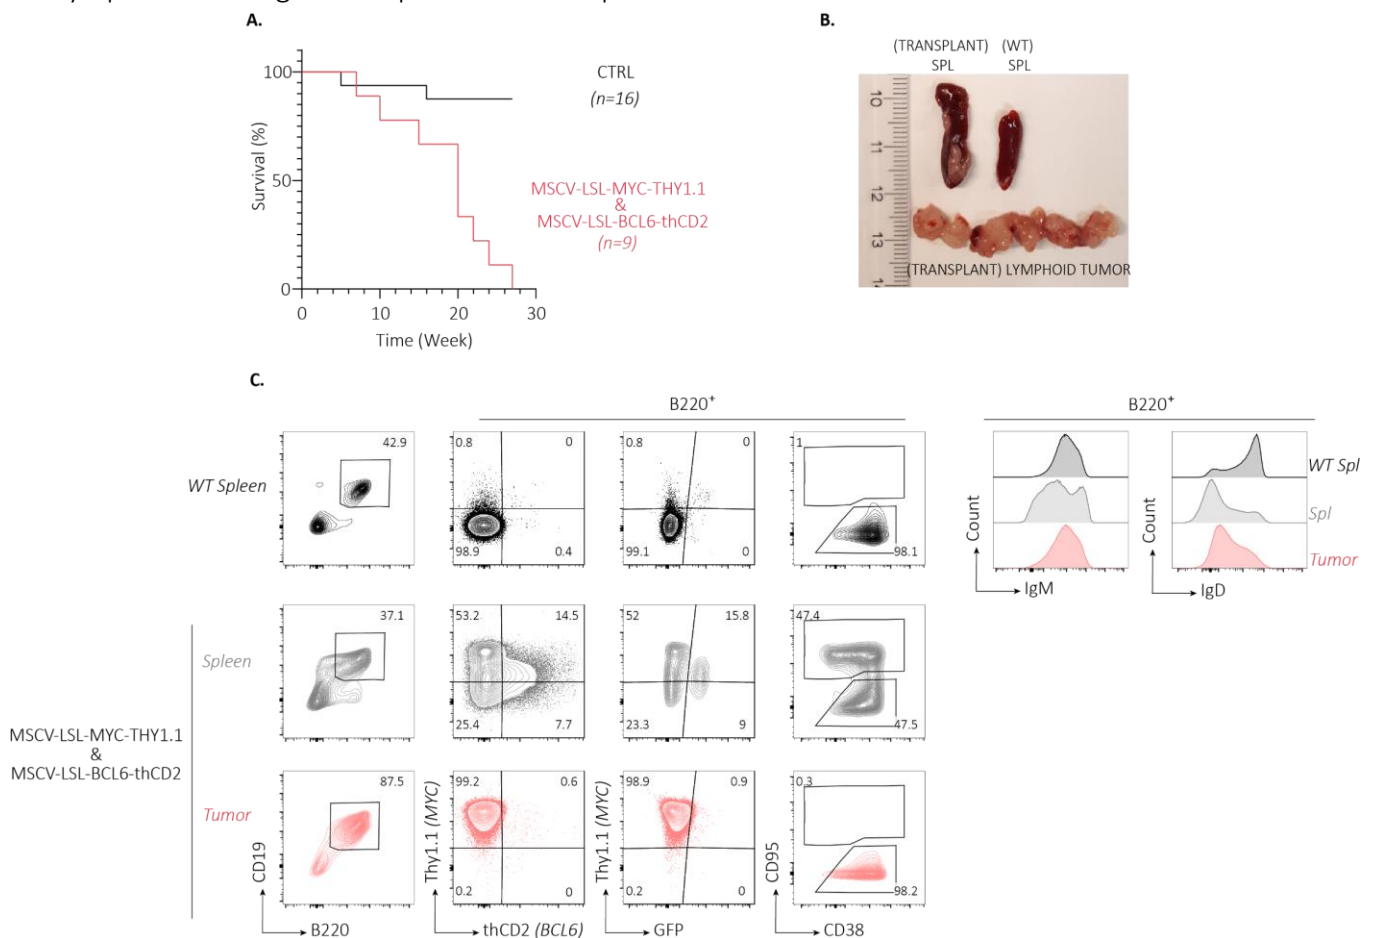 A.
100
50
0
Survival (%)
0
10
20
30
Time (Week)
CTRL
(n=16)
MSCV-LSL-MYC-THY1.1
&
MSCV-LSL-BCL6-thCD2
(n=9)
B.
(TRANSPLANT) (WT)
SPL SPL
10
11
12
13
(TRANSPLANT) LYMPHOID TUMOR
C.
B220⁺
B220⁺
WT Spleen
42.9
0.8 0
98.9 0.4
0.8 0
99.1 0
1
98.1
Count
IgM
Count
IgD
WT Spl
Spl
Tumor
MSCV-LSL-MYC-THY1.1
&
MSCV-LSL-BCL6-thCD2
Spleen
37.1
53.2 14.5
25.4 7.7
52 15.8
23.3 9
47.4
47.5
Tumor
87.5
99.2 0.6
0.2 0
98.9 0.9
0.2 0
0.3
98.2
CD19
B220
Thy1.1 (MYC)
thCD2 (BCL6)
Thy1.1 (MYC)
GFP
CD95
CD38